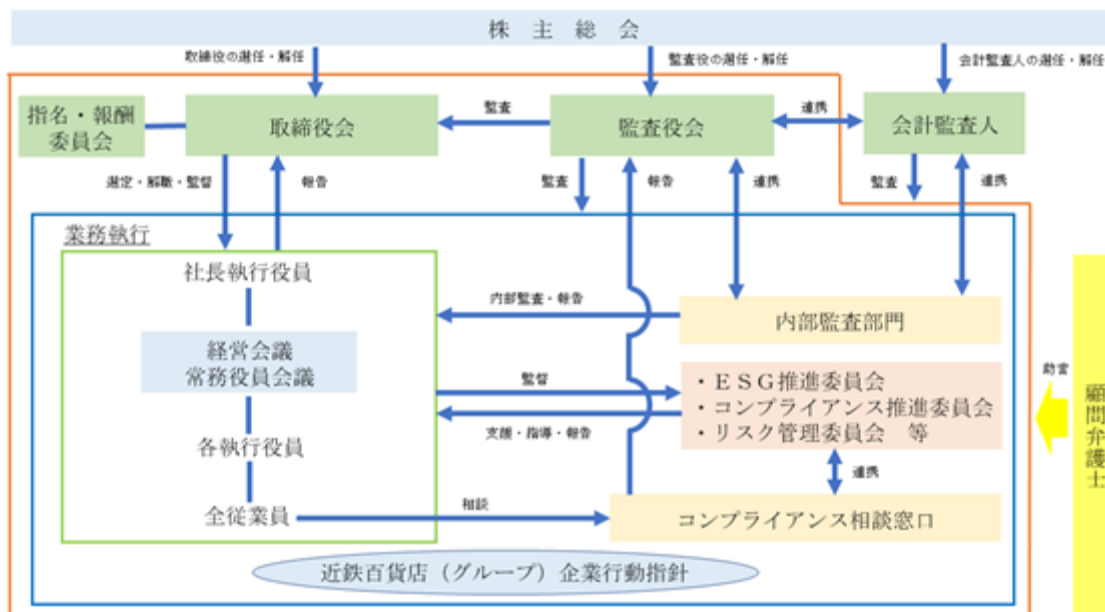 株主総会
取締役の選任・解任
監査役の選任・解任
会計監査人の選任・解任
指名・報酬
委員会
取締役会
監査
監査役会
連携
会計監査人
選定・解職・監督
報告
監査
報告
連携
監査
連携
業務執行
社長執行役員
内部監査・報告
内部監査部門
経営会議
常務役員会議
監督
・ESG推進委員会
・コンプライアンス推進委員会
・リスク管理委員会 等
支援・指導・報告
助言
顧問弁護士
各執行役員
連携
全従業員
相談
コンプライアンス相談窓口
近鉄百貨店(グループ)企業行動指針